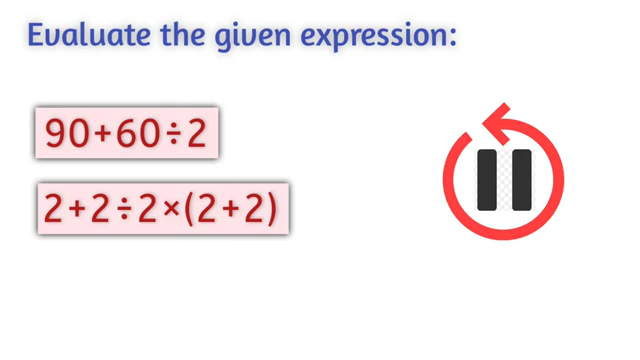 Evaluate the given expression:
90+60÷2
2+2÷2×(2+2)